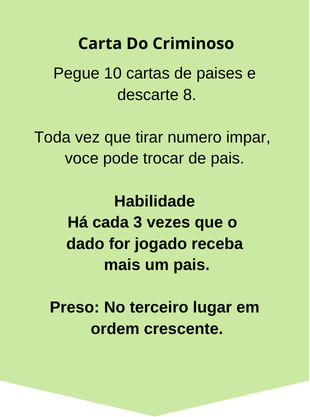 Carta Do Criminoso
Pegue 10 cartas de paises e
descarte 8.
Toda vez que tirar numero impar,
voce pode trocar de pais.
Habilidade
Há cada 3 vezes que o
dado for jogado receba
mais um pais.
Preso: No terceiro lugar em
ordem crescente.